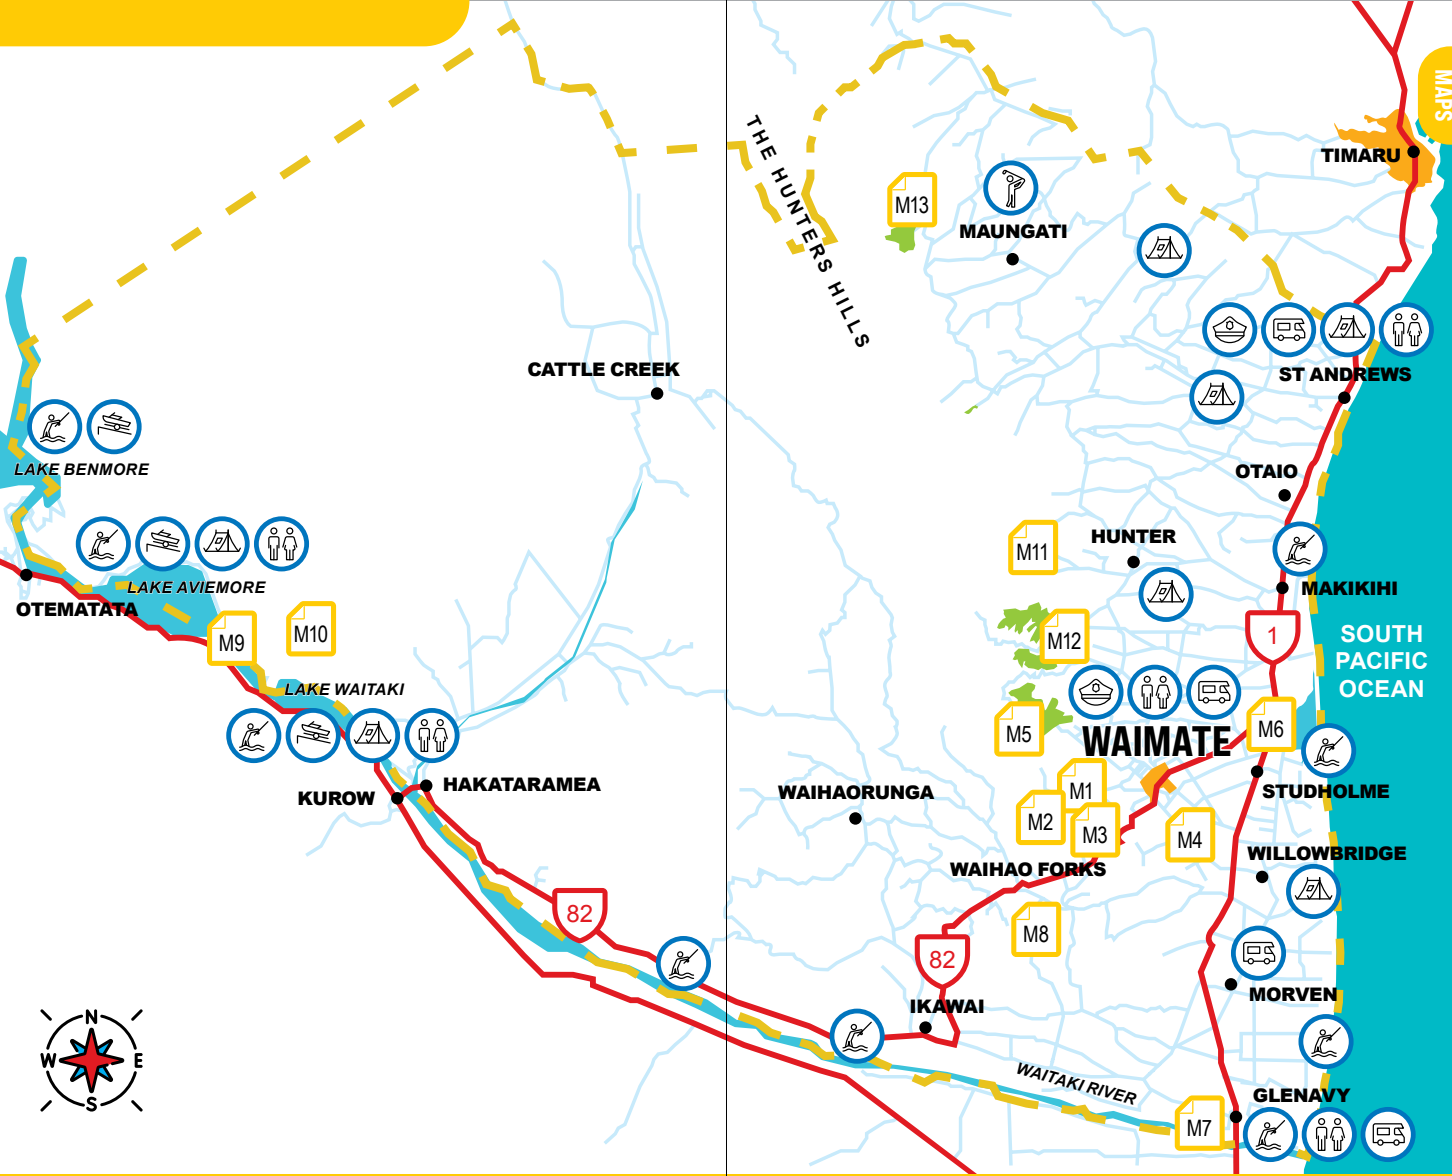 MAPS
TIMARU
THE HUNTERS HILLS
M13
MAUNGATI
CATTLE CREEK
ST ANDREWS
LAKE BENMORE
OTAIO
HUNTER
M11
LAKE AVIEMORE
MAKIKIHI
OTEMATATA
M9
M10
M12
1
SOUTH
PACIFIC
OCEAN
LAKE WAITAKI
M5
M6
WAIMATE
HAKATARAMEA
KUROW
WAIHAORUNGA
M1
M2
M3
M4
STUDHOLME
WILLOWBRIDGE
WAIHAO FORKS
82
M8
82
IKAWAI
MORVEN
N
W
E
S
WAITAKI RIVER
GLENAVY
M7